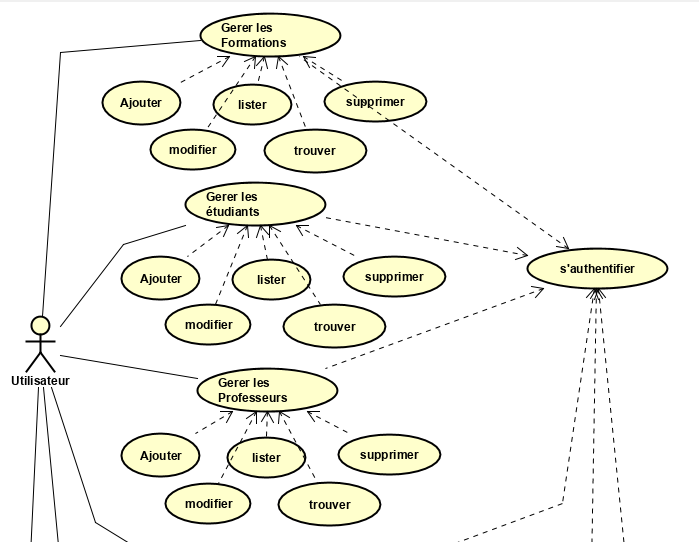 Gerer les
Formations
Ajouter
lister
supprimer
modifier
trouver
Gerer les
étudiants
Ajouter
lister
supprimer
s'authentifier
modifier
trouver
Utilisateur
Gerer les
Professeurs
Ajouter
lister
supprimer
modifier
trouver